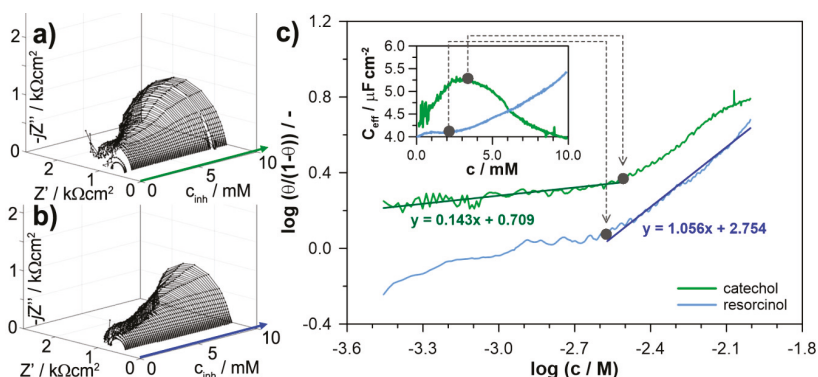 a)
2
1
0
-jZ'' / kΩcm²
2
1
0
Z' / kΩcm²
0
5
10
c_inh / mM
b)
2
1
0
-jZ'' / kΩcm²
2
1
0
Z' / kΩcm²
0
5
10
c_inh / mM
c)
1.2
0.8
0.4
0.0
-0.4
log (θ/(1-θ)) / -
6.0
5.5
5.0
4.5
4.0
C_eff / μF cm⁻²
0.0
5.0
10.0
c / mM
y = 0.143x + 0.709
y = 1.056x + 2.754
catechol
resorcinol
-3.6
-3.3
-3.0
-2.7
-2.4
-2.1
-1.8
log (c / M)